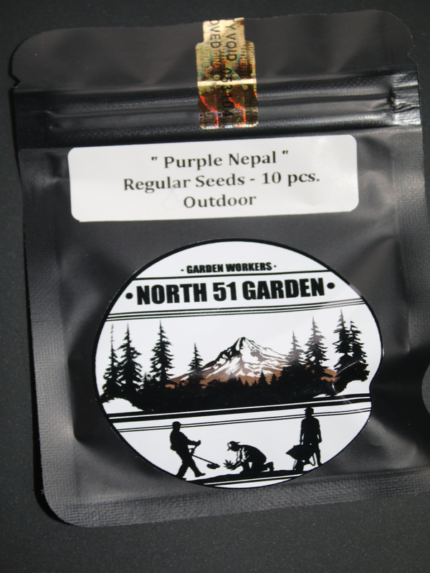 " Purple Nepal "
Regular Seeds - 10 pcs.
Outdoor
· GARDEN WORKERS ·
• NORTH 51 GARDEN •